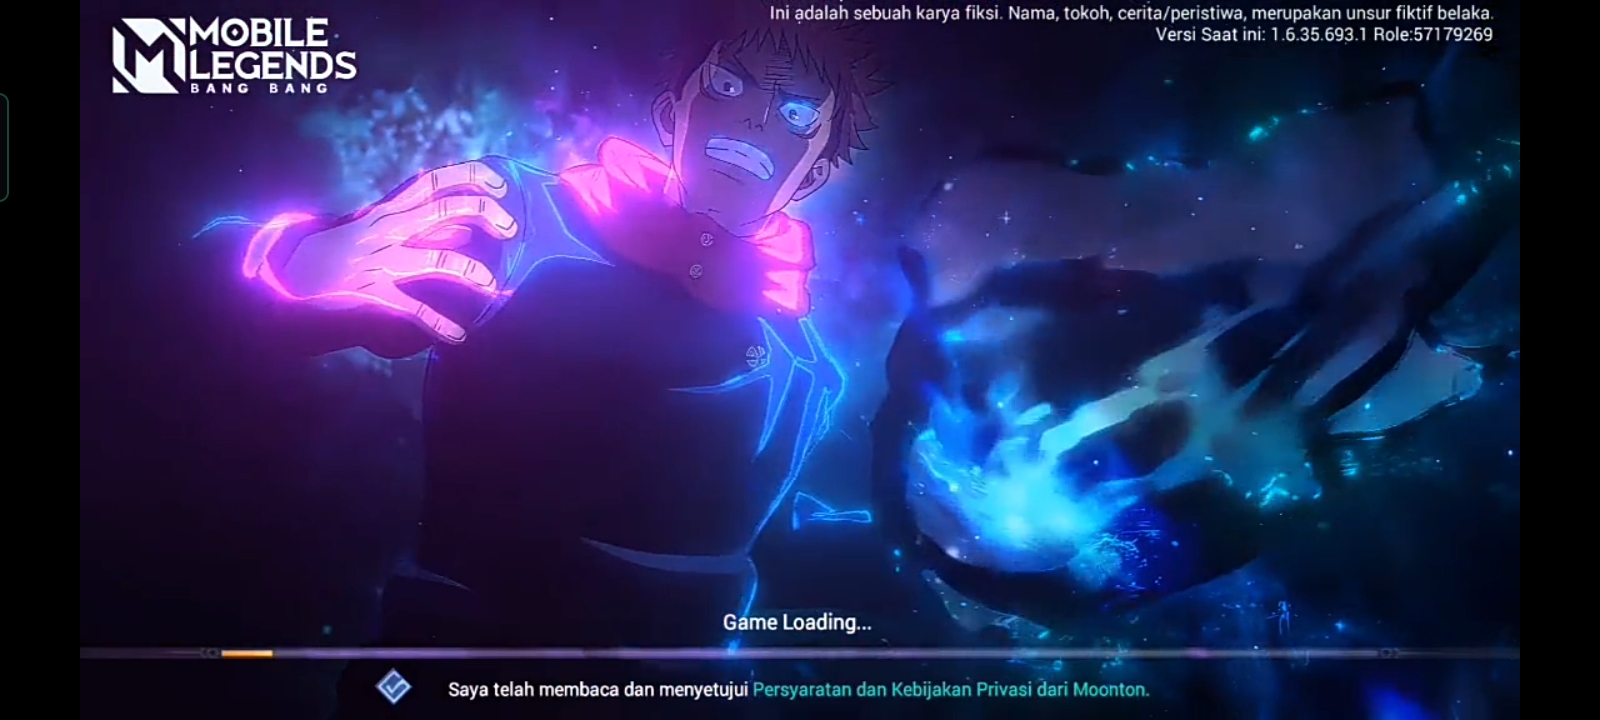 MOBILE
LEGENDS
BANG BANG
Ini adalah sebuah karya fiksi. Nama, tokoh, cerita/peristiwa, merupakan unsur fiktif belaka.
Versi Saat ini: 1.6.35.693.1 Role:57179269
Game Loading...
Saya telah membaca dan menyetujui Persyaratan dan Kebijakan Privasi dari Moonton.